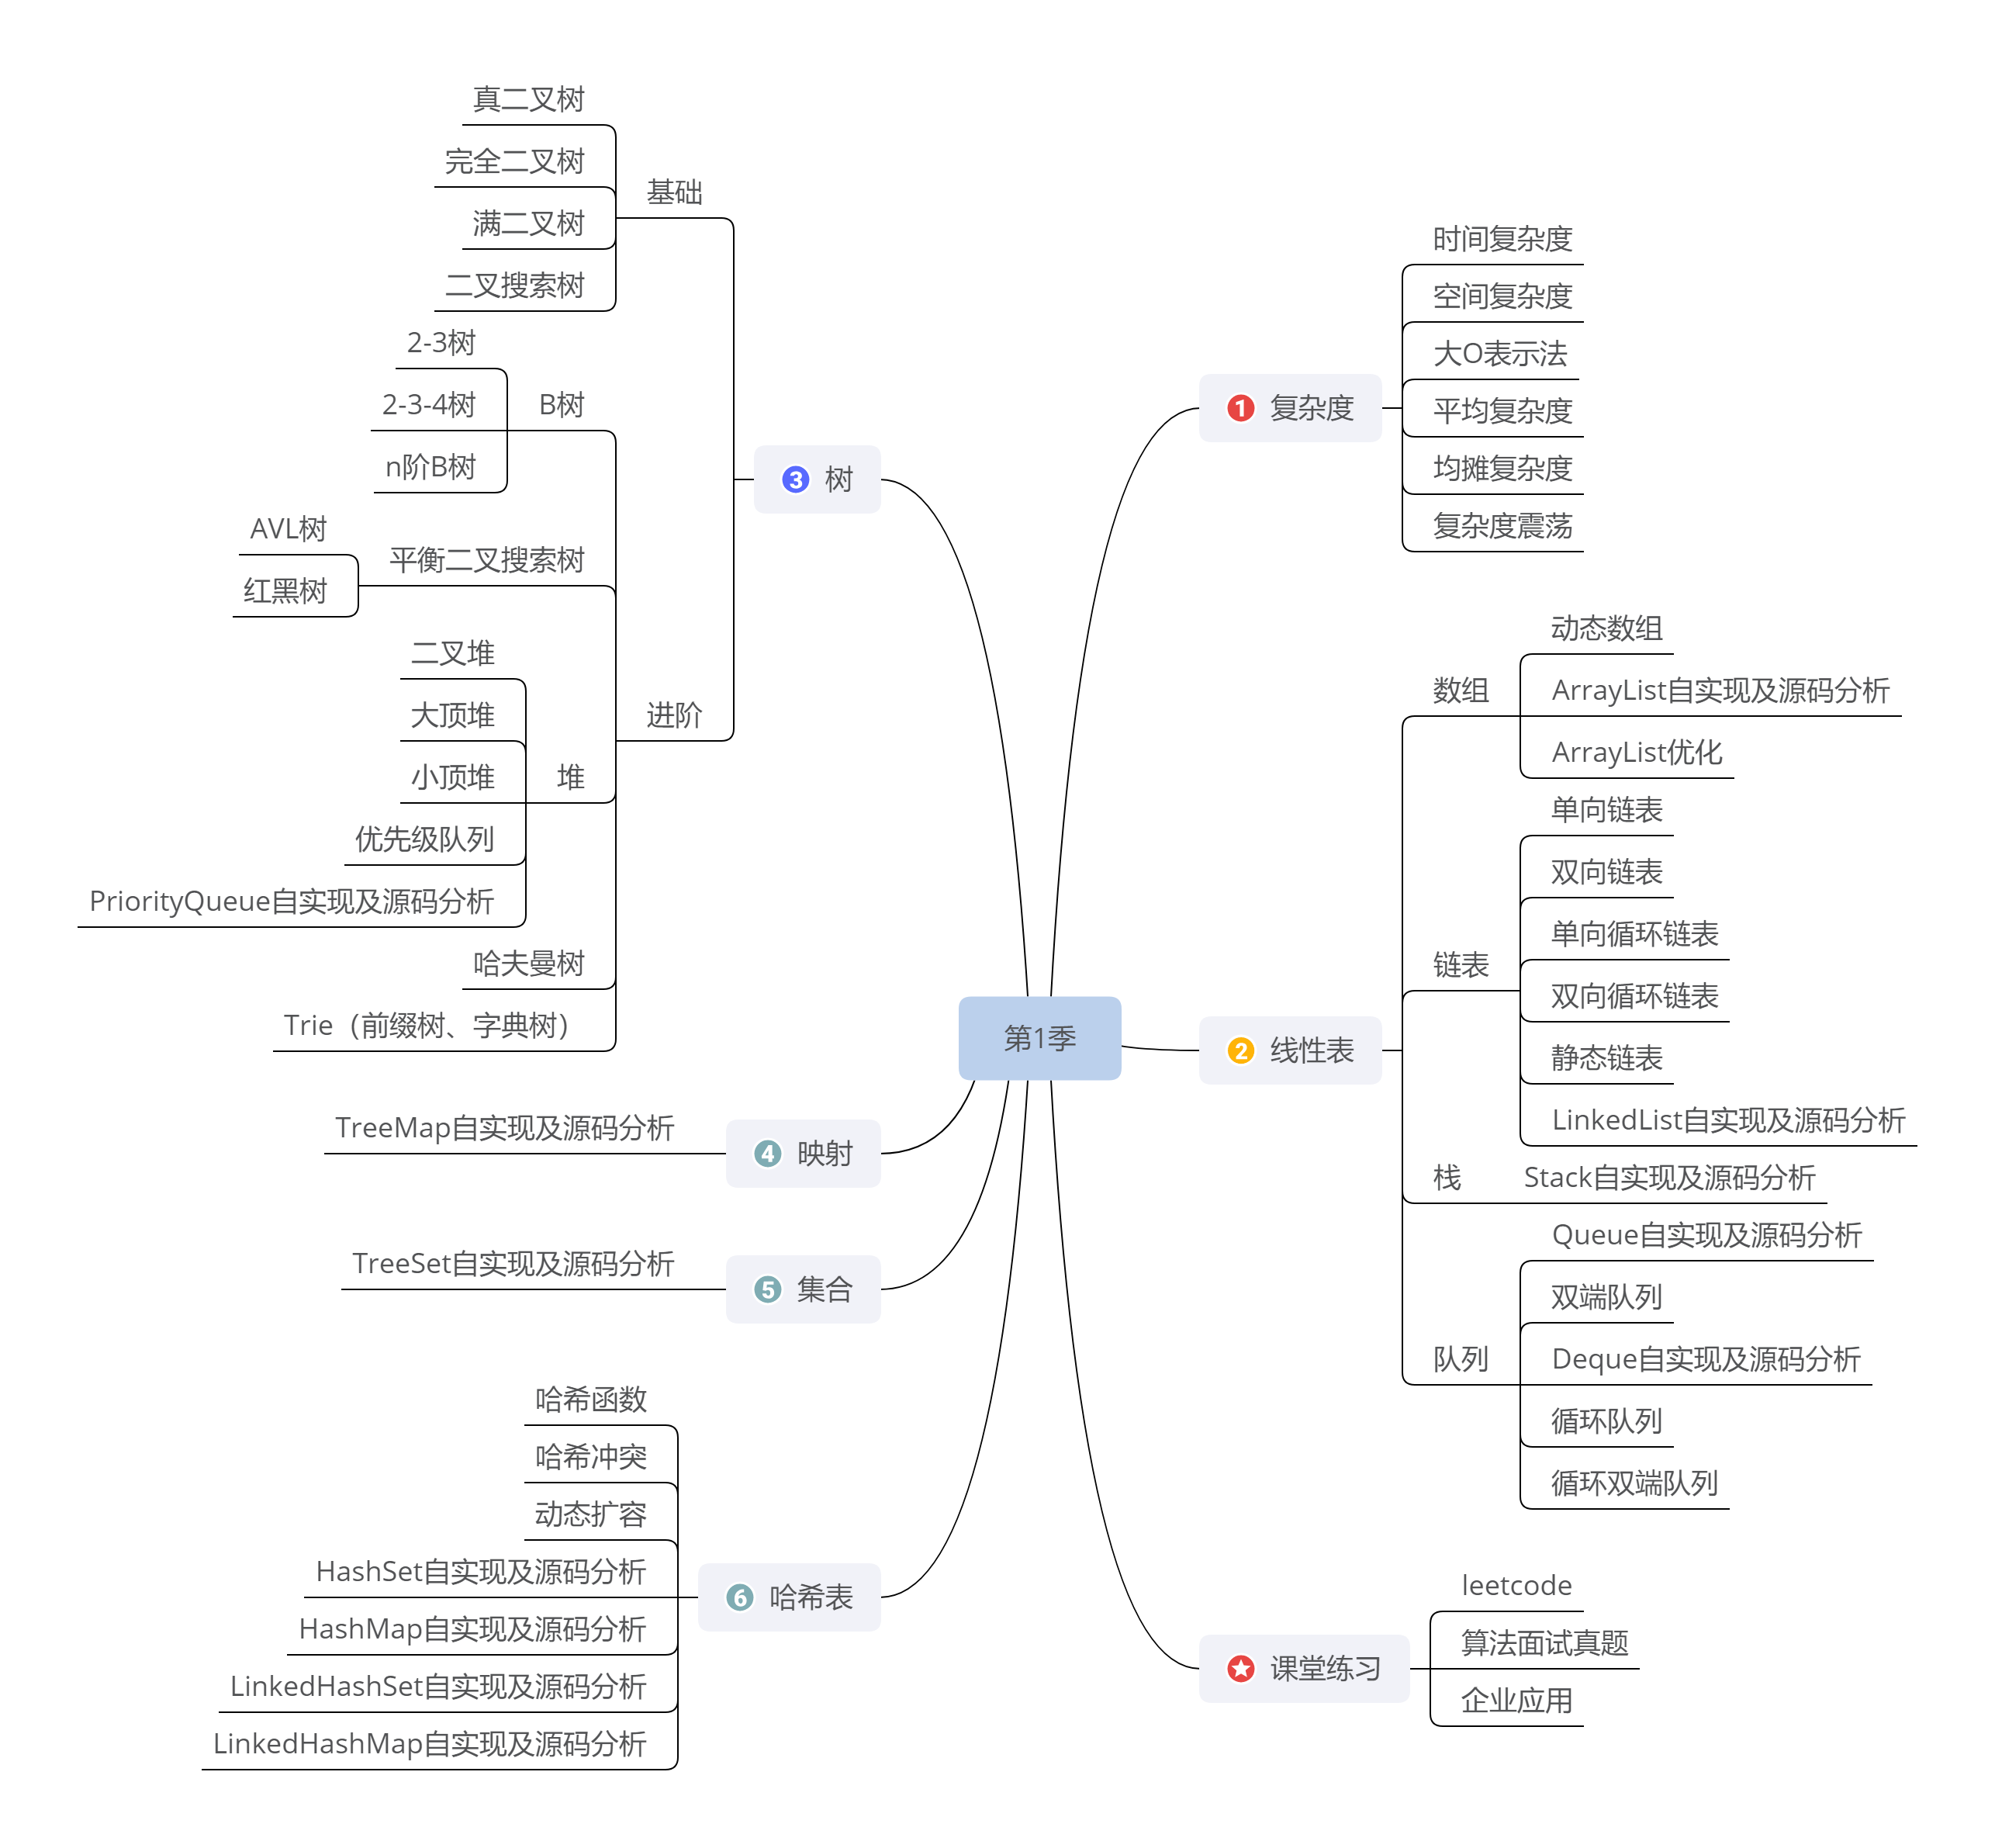 第1季
1 复杂度
时间复杂度
空间复杂度
大O表示法
平均复杂度
均摊复杂度
复杂度震荡
2 线性表
数组
动态数组
ArrayList自实现及源码分析
ArrayList优化
链表
单向链表
双向链表
单向循环链表
双向循环链表
静态链表
LinkedList自实现及源码分析
栈
Stack自实现及源码分析
队列
Queue自实现及源码分析
双端队列
Deque自实现及源码分析
循环队列
循环双端队列
3 树
基础
真二叉树
完全二叉树
满二叉树
二叉搜索树
进阶
B树
2-3树
2-3-4树
n阶B树
平衡二叉搜索树
AVL树
红黑树
堆
二叉堆
大顶堆
小顶堆
优先级队列
PriorityQueue自实现及源码分析
哈夫曼树
Trie（前缀树、字典树）
4 映射
TreeMap自实现及源码分析
5 集合
TreeSet自实现及源码分析
6 哈希表
哈希函数
哈希冲突
动态扩容
HashSet自实现及源码分析
HashMap自实现及源码分析
LinkedHashSet自实现及源码分析
LinkedHashMap自实现及源码分析
课堂练习
leetcode
算法面试真题
企业应用